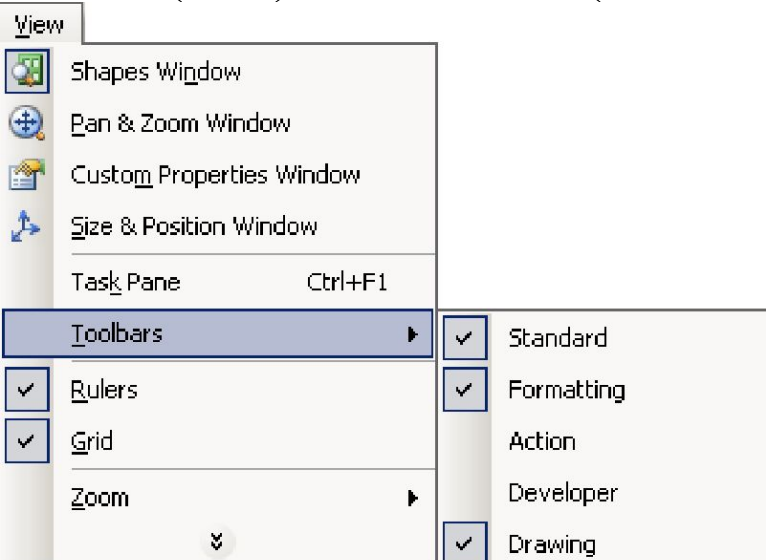 View
Shapes Window
Pan & Zoom Window
Custom Properties Window
Size & Position Window
Task Pane Ctrl+F1
Toolbars
Standard
Rulers
Formatting
Grid
Action
Zoom
Developer
Drawing